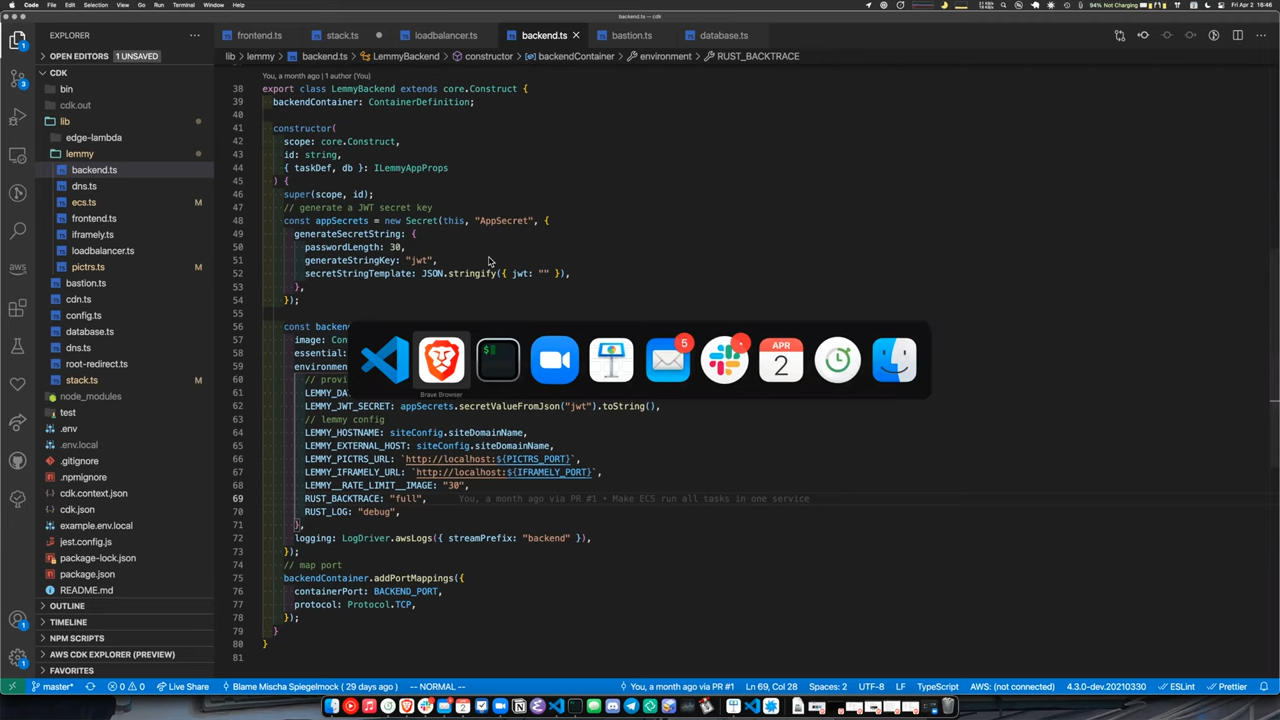 Code File Edit Selection View Go Run Terminal Window Help
94% Not Charging
Fri Apr 2 16:46
backend.ts — cdk
EXPLORER
frontend.ts
stack.ts
loadbalancer.ts
backend.ts
bastion.ts
database.ts
OPEN EDITORS 1 UNSAVED
lib > lemmy > backend.ts > LemmyBackend > constructor > backendContainer > environment > RUST_BACKTRACE
CDK
bin
cdk.out
lib
edge-lambda
lemmy
backend.ts
dns.ts
ecs.ts M
frontend.ts
iframely.ts
loadbalancer.ts
pictrs.ts M
bastion.ts
cdn.ts
config.ts
database.ts
dns.ts
root-redirect.ts
stack.ts M
node_modules
test
.env
.env.local
.gitignore
.npmignore
cdk.context.json
cdk.json
example.env.local
jest.config.js
package-lock.json
package.json
README.md
OUTLINE
TIMELINE
NPM SCRIPTS
AWS CDK EXPLORER (PREVIEW)
FAVORITES
You, a month ago | 1 author (You)
38 export class LemmyBackend extends core.Construct {
39 backendContainer: ContainerDefinition;
40
41 constructor(
42 scope: core.Construct,
43 id: string,
44 { taskDef, db }: ILemmyAppProps
45 ) {
46 super(scope, id);
47 // generate a JWT secret key
48 const appSecrets = new Secret(this, "AppSecret", {
49 generateSecretString: {
50 passwordLength: 30,
51 generateStringKey: "jwt",
52 secretStringTemplate: JSON.stringify({ jwt: "" }),
53 },
54 });
55
56 const backe
57 image: Con
58 essential:
59 environmen
60 // provi
61 LEMMY_DA
62 LEMMY_JWT_SECRET: appSecrets.secretValueFromJson("jwt").toString(),
63 // lemmy config
64 LEMMY_HOSTNAME: siteConfig.siteDomainName,
65 LEMMY_EXTERNAL_HOST: siteConfig.siteDomainName,
66 LEMMY_PICTRS_URL: `http://localhost:${PICTRS_PORT}`,
67 LEMMY_IFRAMELY_URL: `http://localhost:${IFRAMELY_PORT}`,
68 LEMMY__RATE_LIMIT__IMAGE: "30",
69 RUST_BACKTRACE: "full", You, a month ago via PR #1 • Make ECS run all tasks in one service
70 RUST_LOG: "debug",
71 },
72 logging: LogDriver.awsLogs({ streamPrefix: "backend" }),
73 });
74 // map port
75 backendContainer.addPortMappings({
76 containerPort: BACKEND_PORT,
77 protocol: Protocol.TCP,
78 });
79 }
80 }
81
5
APR
2
Brave Browser
master*
0 0
Live Share
Blame Mischa Spiegelmock ( 29 days ago )
-- NORMAL --
You, a month ago via PR #1
Ln 69, Col 28
Spaces: 2
UTF-8
LF
TypeScript
AWS: (not connected)
4.3.0-dev.20210330
ESLint
Prettier